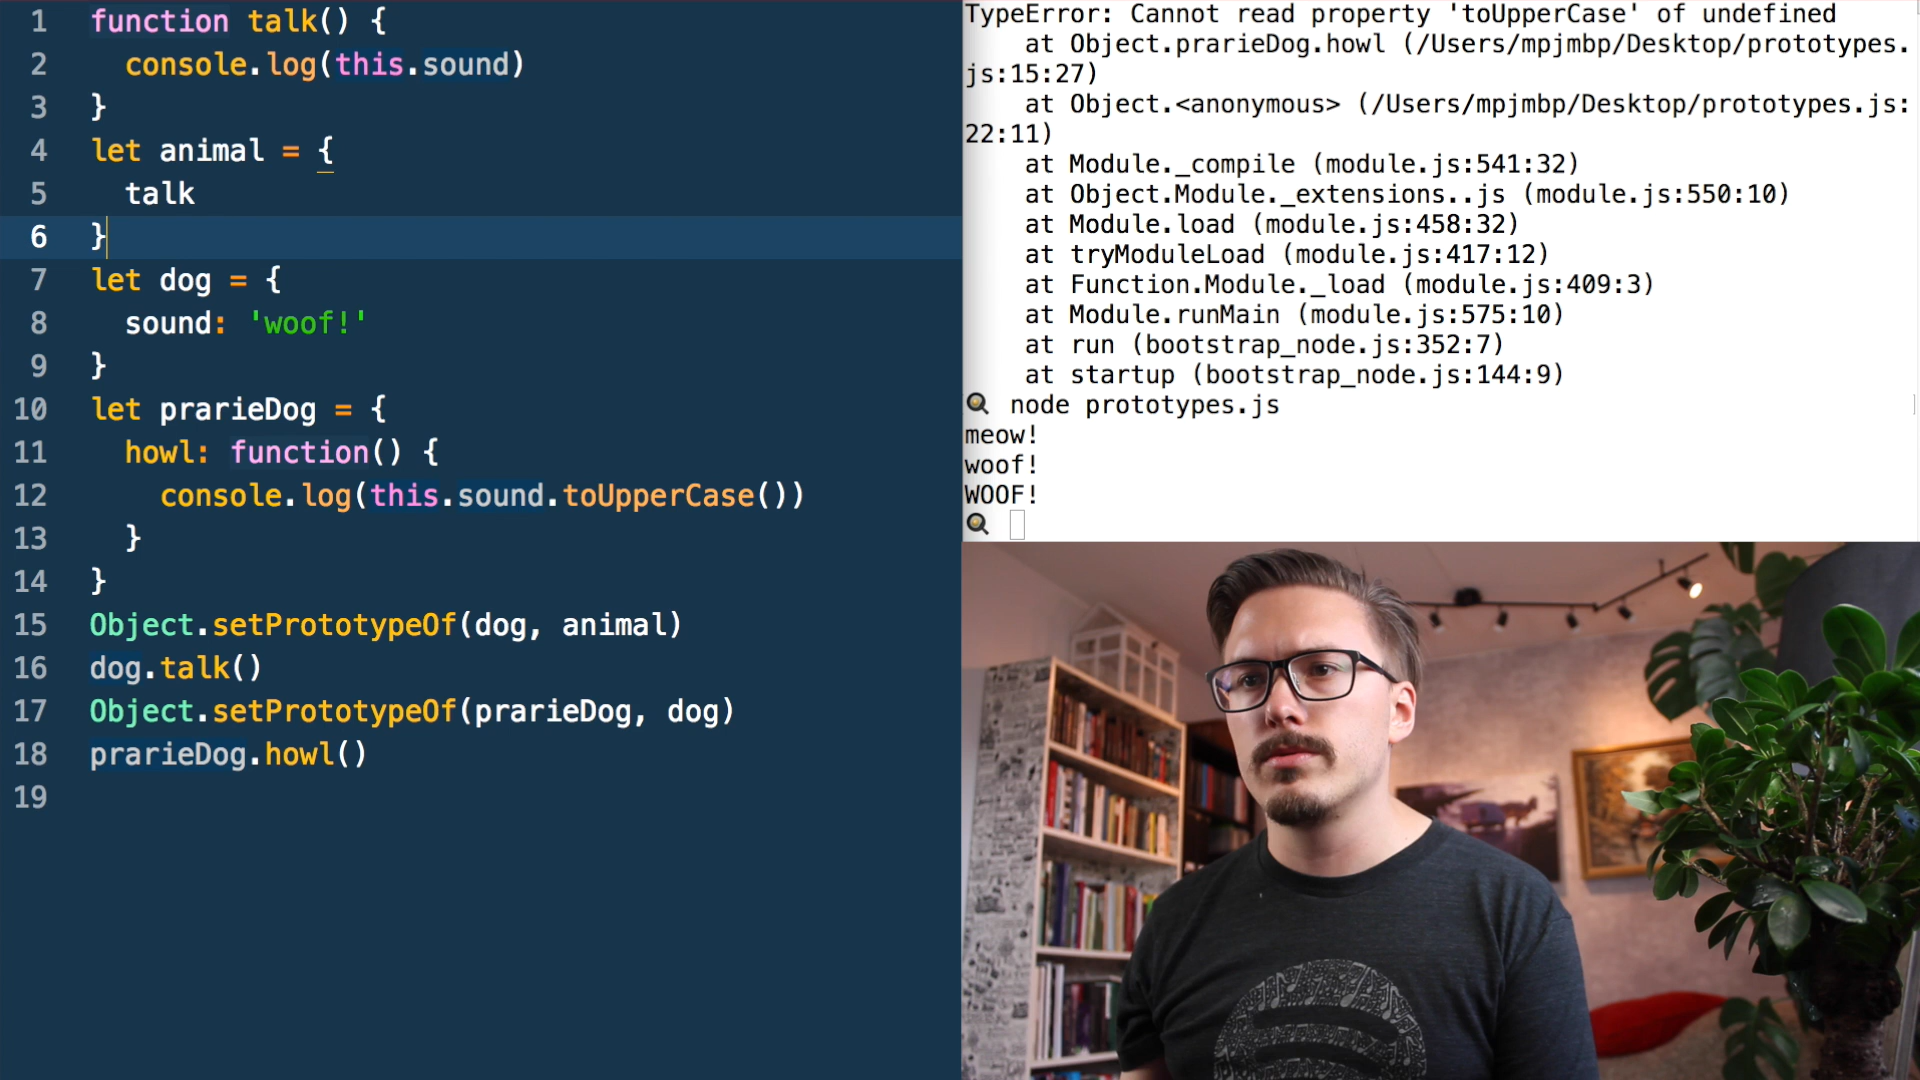 1 function talk() {
2 console.log(this.sound)
3 }
4 let animal = {
5 talk
6 }
7 let dog = {
8 sound: 'woof!'
9 }
10 let prarieDog = {
11 howl: function() {
12 console.log(this.sound.toUpperCase())
13 }
14 }
15 Object.setPrototypeOf(dog, animal)
16 dog.talk()
17 Object.setPrototypeOf(prarieDog, dog)
18 prarieDog.howl()
19
TypeError: Cannot read property 'toUpperCase' of undefined
at Object.prarieDog.howl (/Users/mpjmbp/Desktop/prototypes.
js:15:27)
at Object.<anonymous> (/Users/mpjmbp/Desktop/prototypes.js:
22:11)
at Module._compile (module.js:541:32)
at Object.Module._extensions..js (module.js:550:10)
at Module.load (module.js:458:32)
at tryModuleLoad (module.js:417:12)
at Function.Module._load (module.js:409:3)
at Module.runMain (module.js:575:10)
at run (bootstrap_node.js:352:7)
at startup (bootstrap_node.js:144:9)
node prototypes.js
meow!
woof!
WOOF!